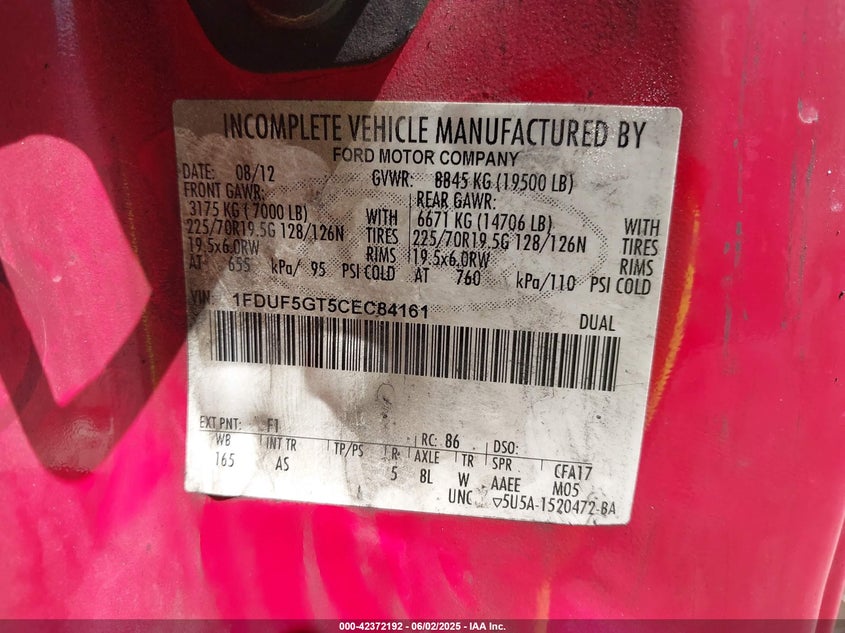 INCOMPLETE VEHICLE MANUFACTURED BY
FORD MOTOR COMPANY
DATE: 08/12 GVWR: 8845 KG (19500 LB)
FRONT GAWR: REAR GAWR:
3175 KG (7000 LB) WITH 6671 KG (14706 LB) WITH
225/70R19.5G 128/126N TIRES 225/70R19.5G 128/126N TIRES
19.5x6.0RW RIMS 19.5x6.0RW RIMS
AT 655 kPa/ 95 PSI COLD AT 760 kPa/110 PSI COLD
VIN: 1FDUF5GT5CEC84161 DUAL
EXT PNT: F1 RC: 86 DSO:
WB INT TR TP/PS R AXLE TR SPR CFA17
165 AS 5 8L W AAEE M05
UNC ▽5U5A-1520472-BA
000-42372192 - 06/02/2025 - IAA Inc.